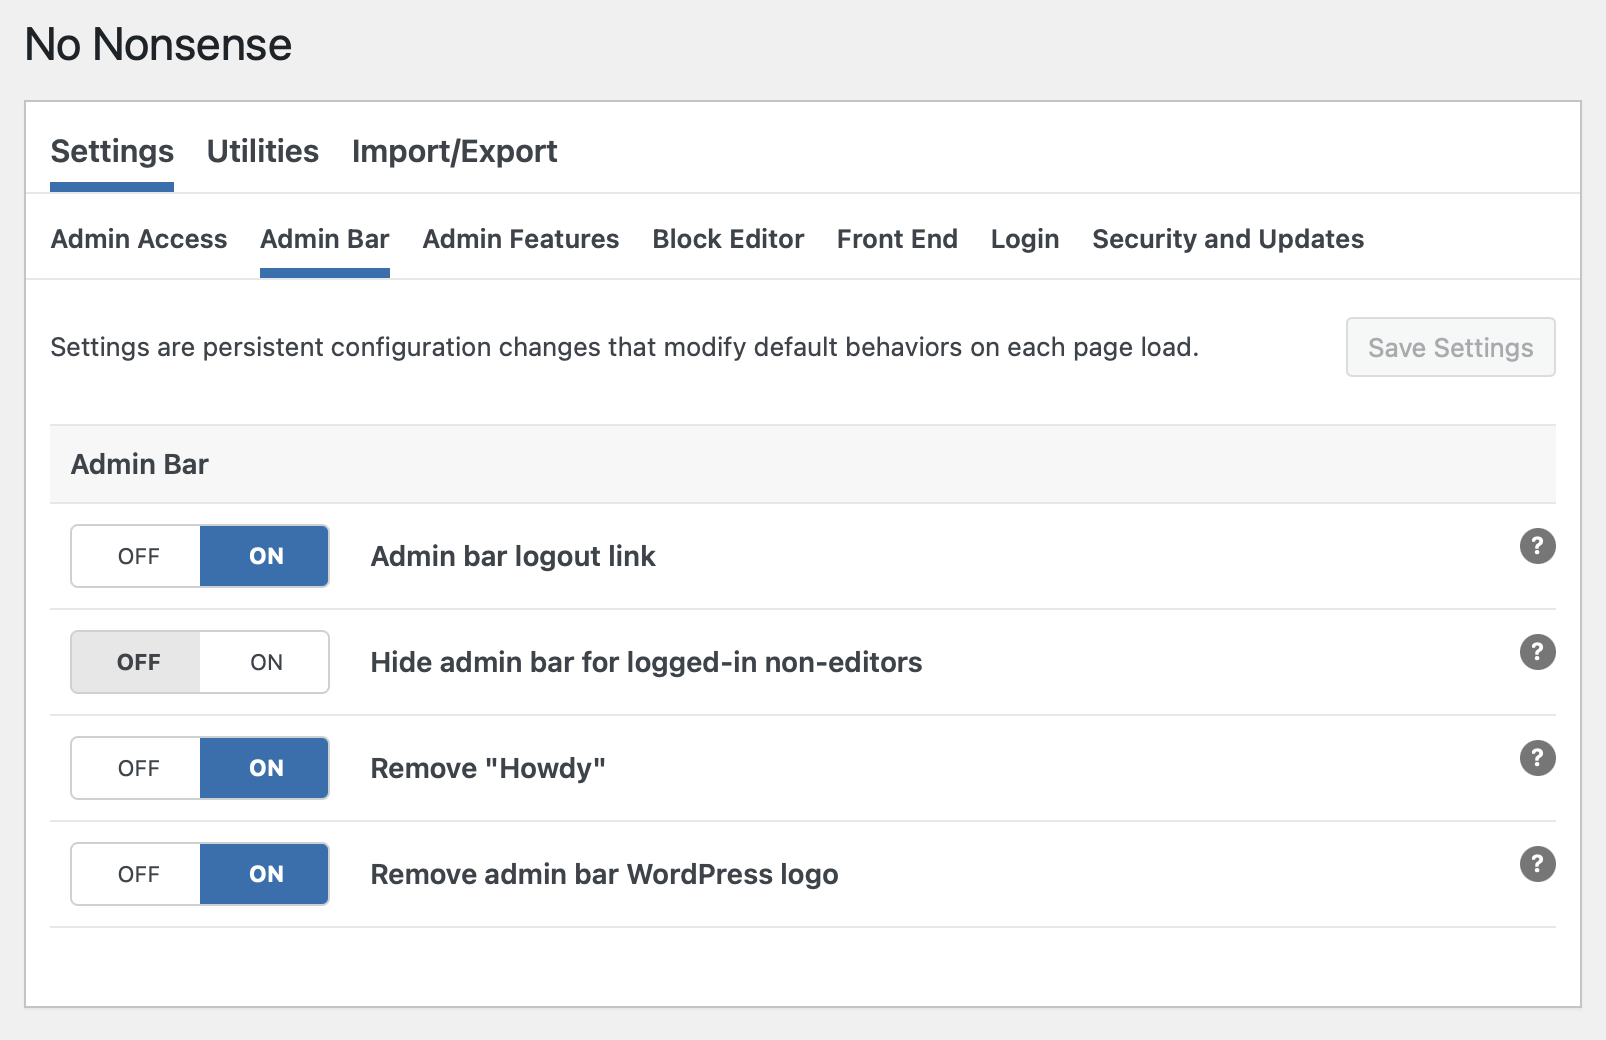 No Nonsense
Settings Utilities Import/Export
Admin Access Admin Bar Admin Features Block Editor Front End Login Security and Updates
Settings are persistent configuration changes that modify default behaviors on each page load. Save Settings
Admin Bar
OFF ON Admin bar logout link ?
OFF ON Hide admin bar for logged-in non-editors ?
OFF ON Remove "Howdy" ?
OFF ON Remove admin bar WordPress logo ?